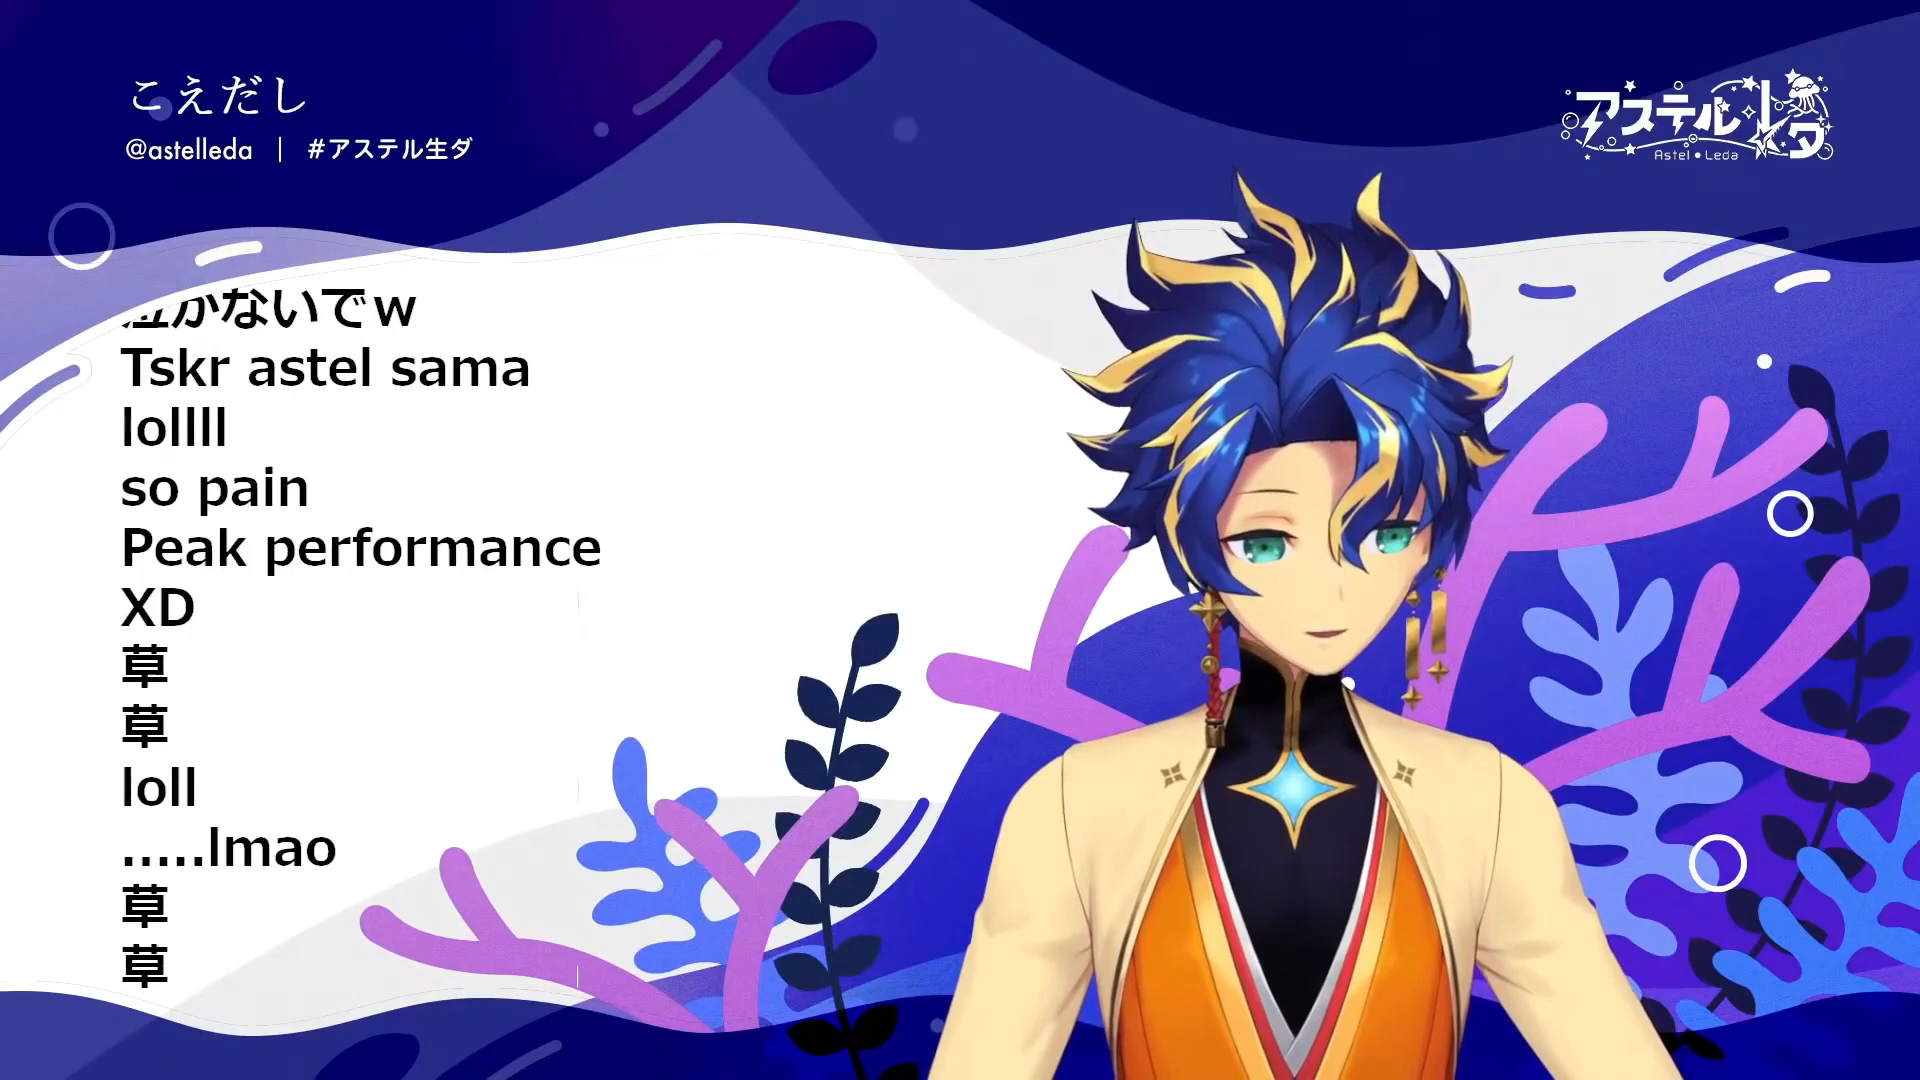 こえだし
@astelleda | #アステル生ダ
アステル・レダ
Astel • Leda
泣かないでｗ
Tskr astel sama
lollll
so pain
Peak performance
XD
草
草
loll
.....lmao
草
草